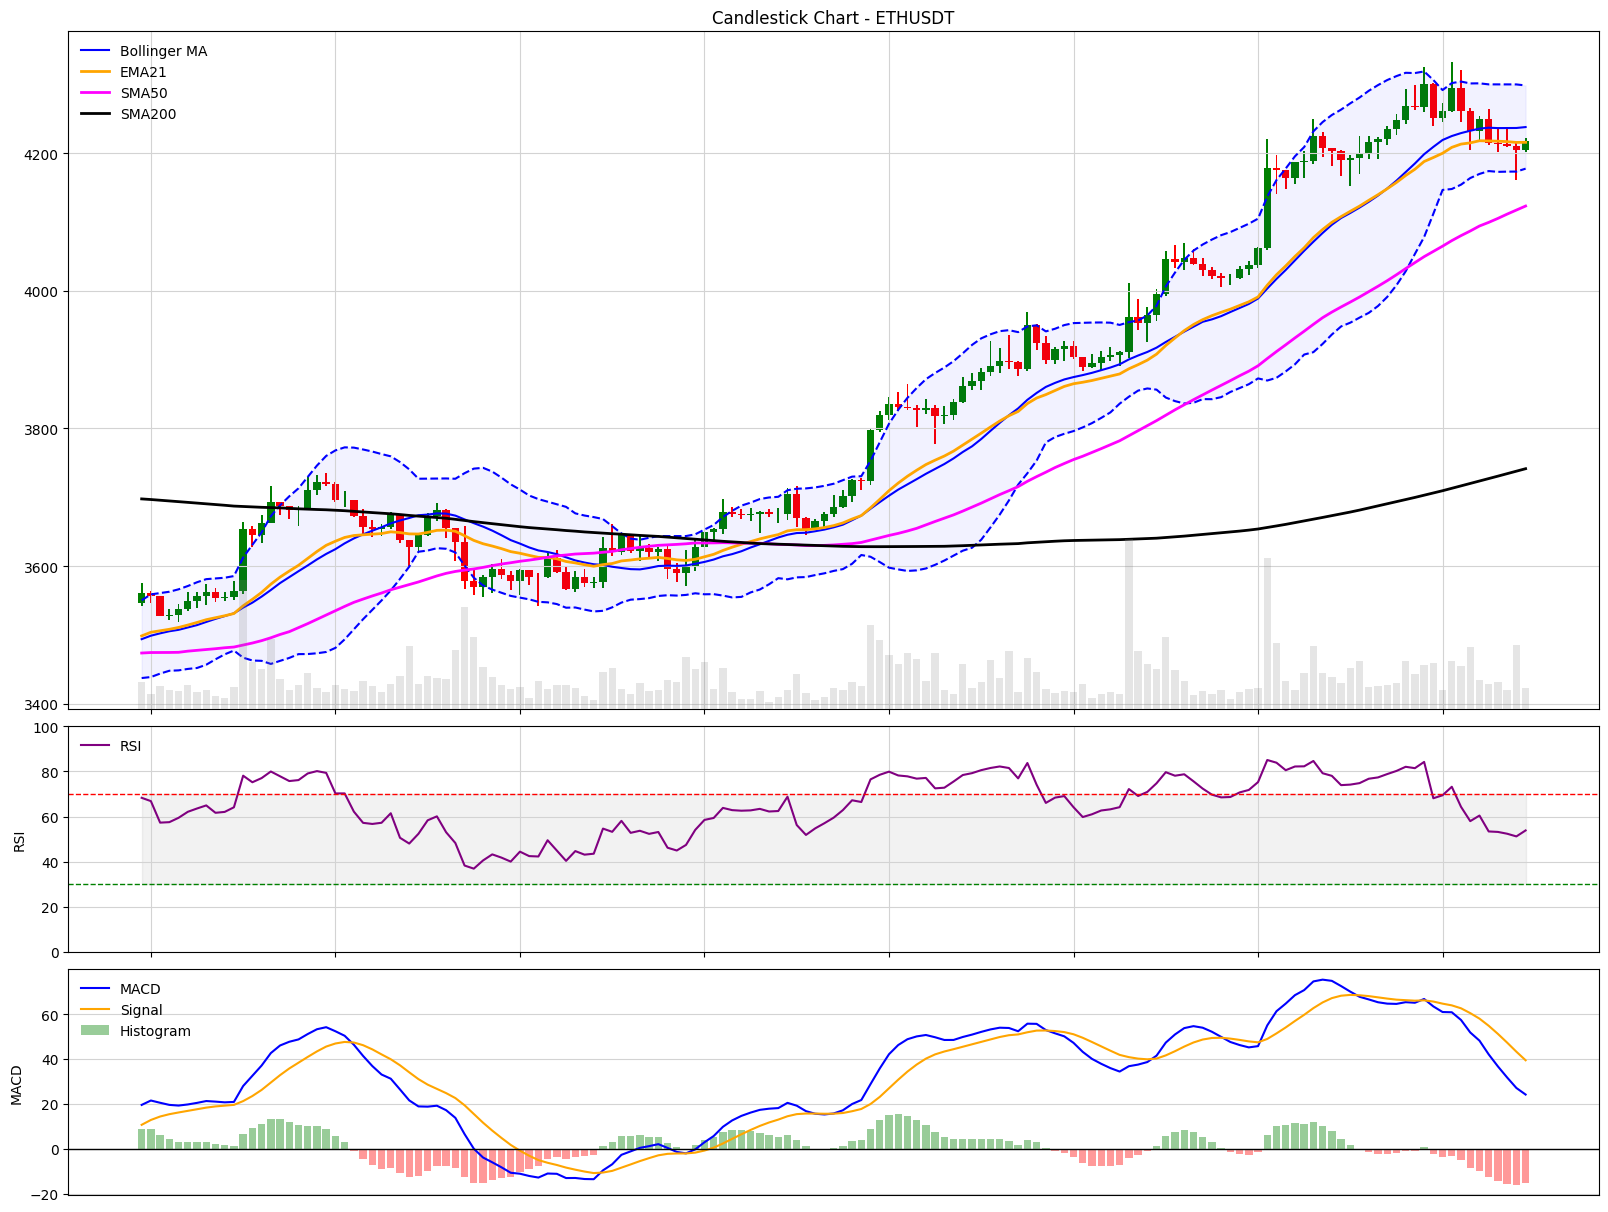 Candlestick Chart - ETHUSDT
Bollinger MA
EMA21
SMA50
SMA200
4200
4000
3800
3600
3400
RSI
100
80
60
40
20
0
RSI
MACD
Signal
Histogram
60
40
20
0
−20
MACD